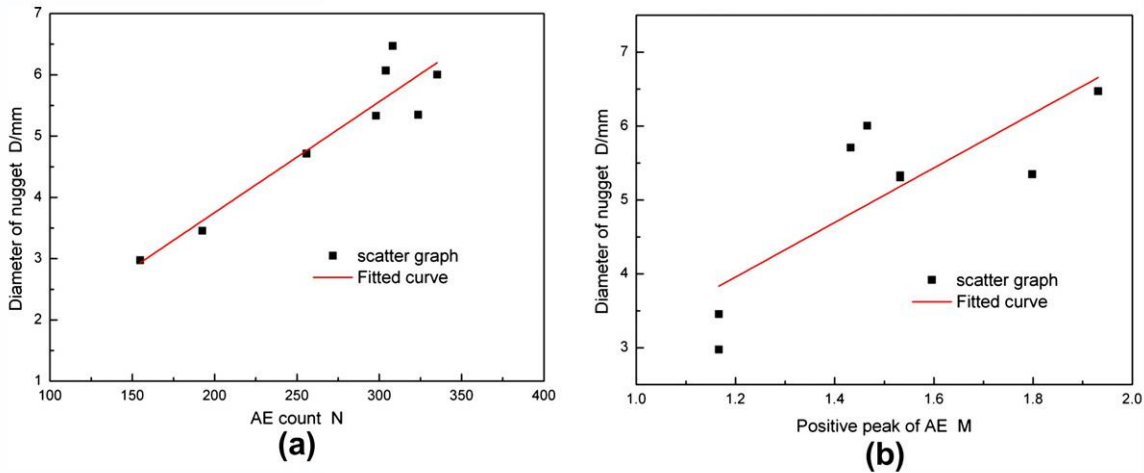 7
6
5
4
3
2
1
100 150 200 250 300 350 400
Diameter of nugget D/mm
AE count N
scatter graph
Fitted curve
(a)
7
6
5
4
3
1.0 1.2 1.4 1.6 1.8 2.0
Diameter of nugget D/mm
Positive peak of AE M
scatter graph
Fitted curve
(b)